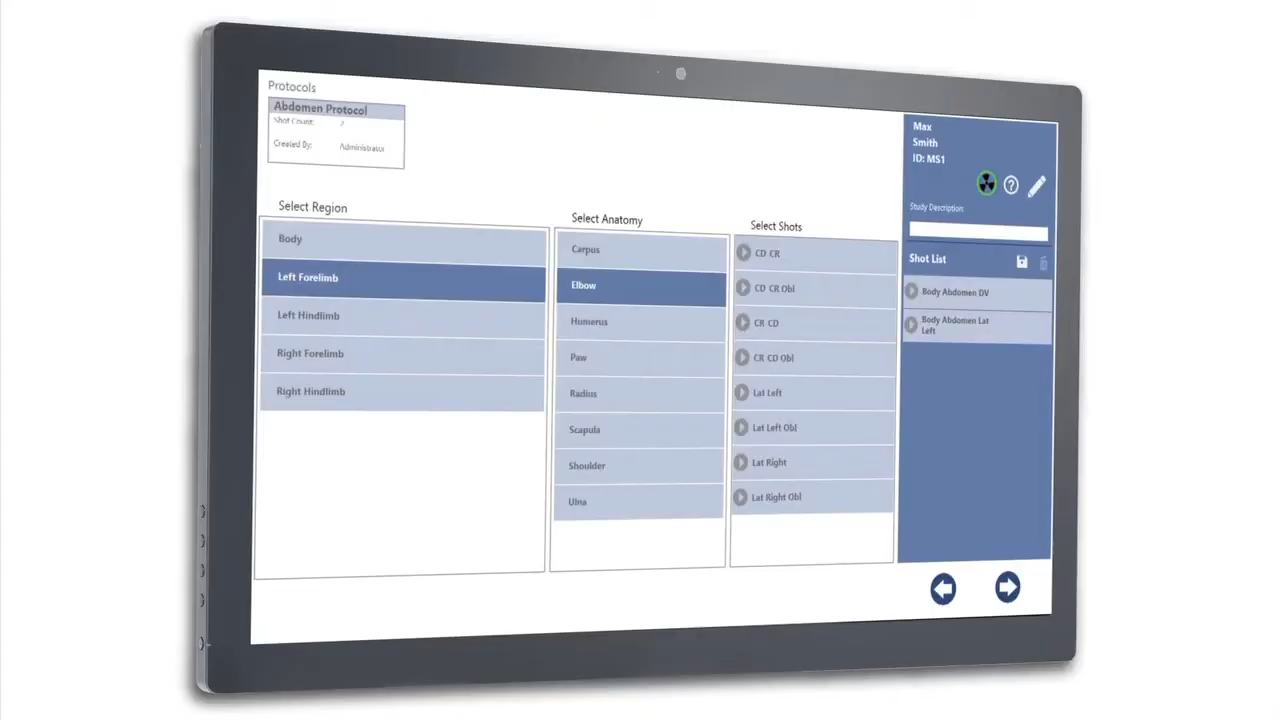 Protocols
Abdomen Protocol
Shot Count: 2
Created By: Administrator
Select Region
Body
Left Forelimb
Left Hindlimb
Right Forelimb
Right Hindlimb
Select Anatomy
Carpus
Elbow
Humerus
Paw
Radius
Scapula
Shoulder
Ulna
Select Shots
CD CR
CD CR Obl
CR CD
CR CD Obl
Lat Left
Lat Left Obl
Lat Right
Lat Right Obl
Max
Smith
ID: MS1
?
Study Description:
Shot List
Body Abdomen DV
Body Abdomen Lat
Left